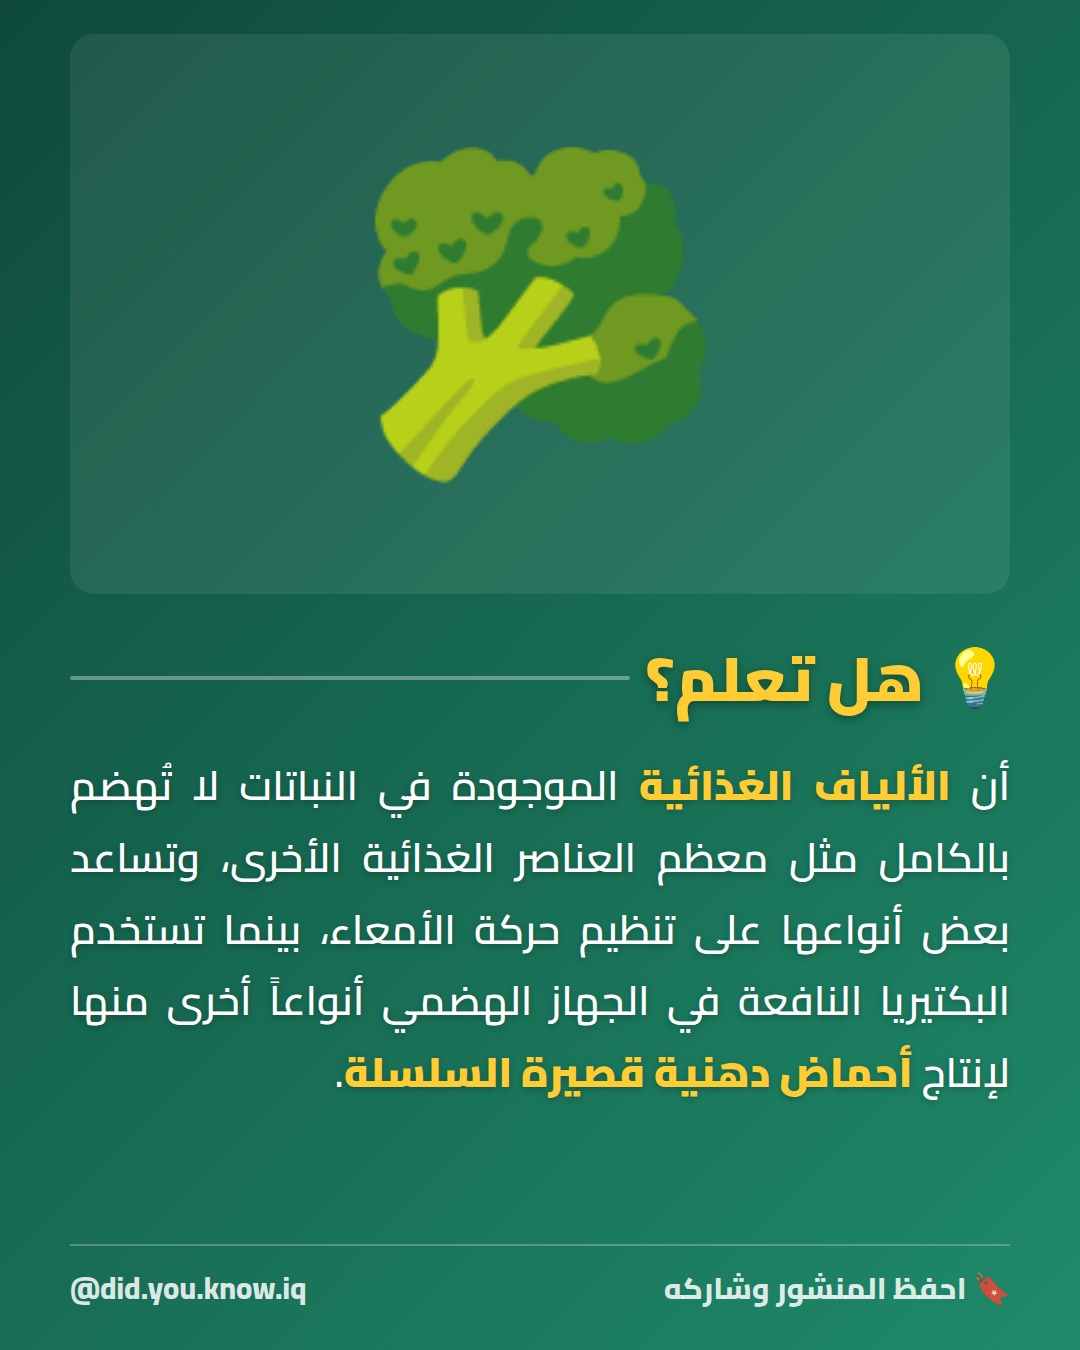 💡 هل تعلم؟
أن الألياف الغذائية الموجودة في النباتات لا تُهضم
بالكامل مثل معظم العناصر الغذائية الأخرى، وتساعد
بعض أنواعها على تنظيم حركة الأمعاء، بينما تستخدم
البكتيريا النافعة في الجهاز الهضمي أنواعاً أخرى منها
لإنتاج أحماض دهنية قصيرة السلسلة.
🔖 احفظ المنشور وشاركه
@did.you.know.iq